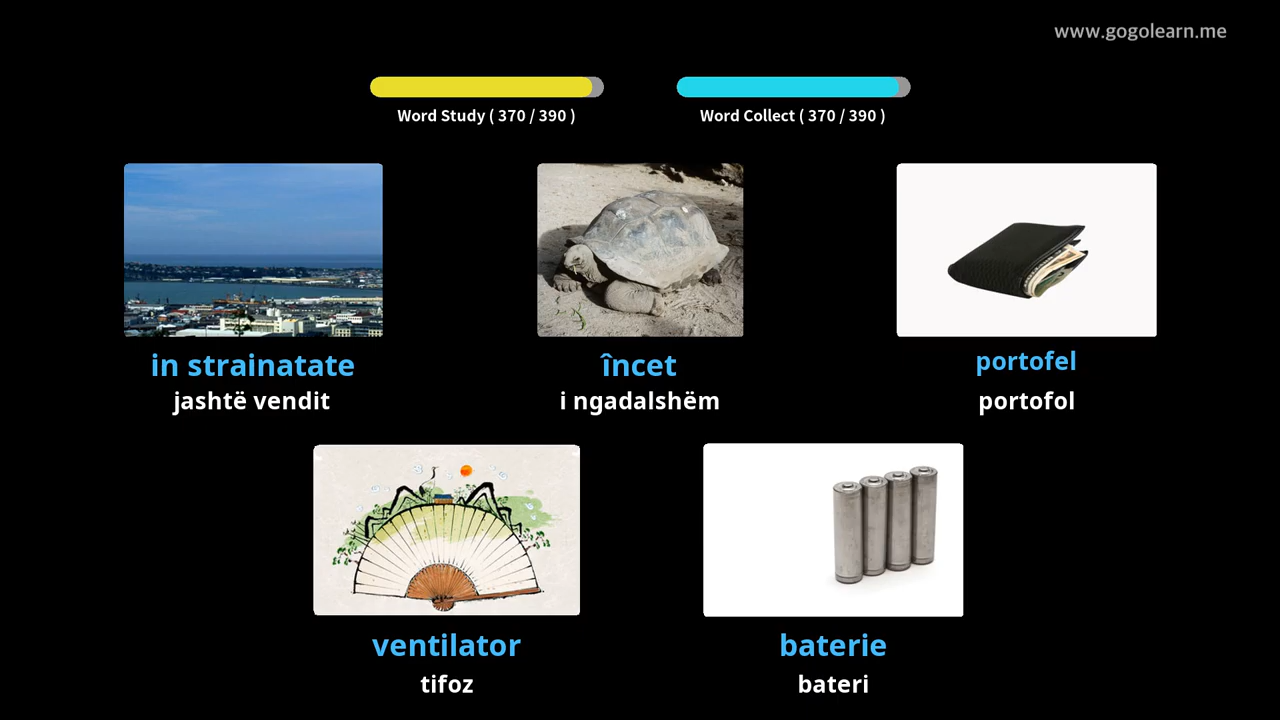 www.gogolearn.me
Word Study ( 370 / 390 )
Word Collect ( 370 / 390 )
in strainatate
jashtë vendit
încet
i ngadalshëm
portofel
portofol
ventilator
tifoz
baterie
bateri